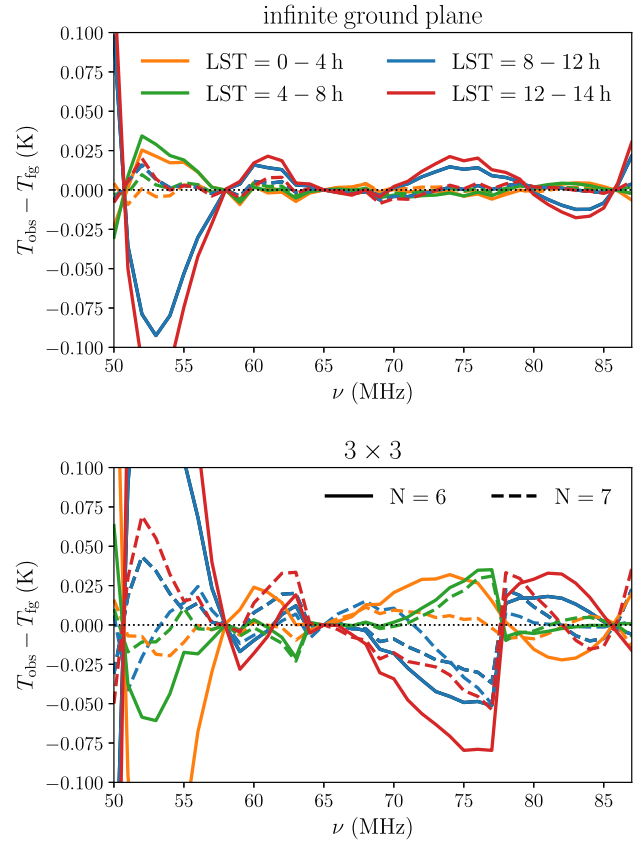 infinite ground plane
LST = 0 − 4 h
LST = 8 − 12 h
LST = 4 − 8 h
LST = 12 − 14 h
T_obs − T_fg (K)
0.100
0.075
0.050
0.025
0.000
−0.025
−0.050
−0.075
−0.100
50 55 60 65 70 75 80 85
ν (MHz)
3 × 3
N = 6
N = 7
T_obs − T_fg (K)
0.100
0.075
0.050
0.025
0.000
−0.025
−0.050
−0.075
−0.100
50 55 60 65 70 75 80 85
ν (MHz)